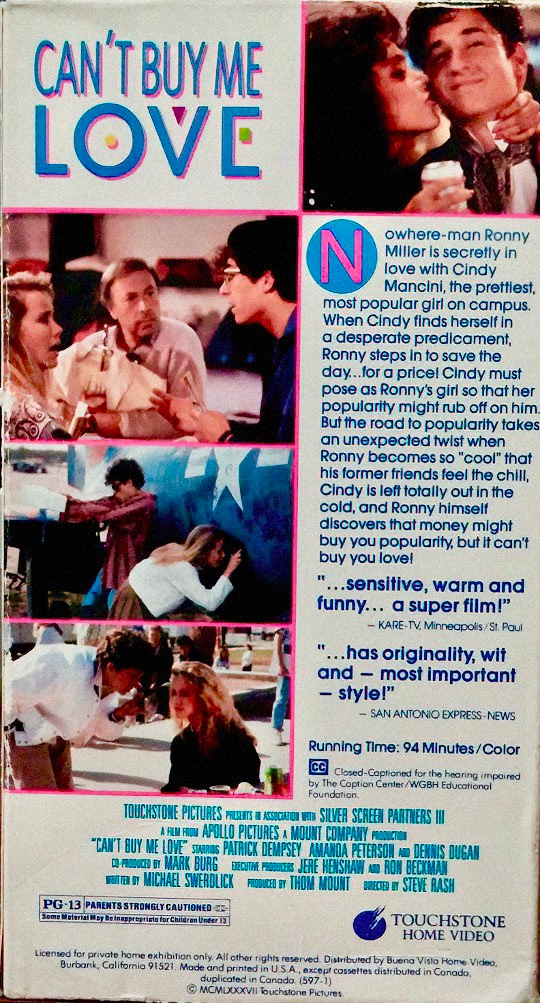 CAN'T BUY ME
LOVE
Nowhere-man Ronny
Miller is secretly in
love with Cindy
Mancini, the prettiest,
most popular girl on campus.
When Cindy finds herself in
a desperate predicament,
Ronny steps in to save the
day...for a price! Cindy must
pose as Ronny's girl so that her
popularity might rub off on him.
But the road to popularity takes
an unexpected twist when
Ronny becomes so "cool" that
his former friends feel the chill,
Cindy is left totally out in the
cold, and Ronny himself
discovers that money might
buy you popularity, but it can't
buy you love!
"...sensitive, warm and
funny... a super film!"
— KARE-TV, Minneapolis/St. Paul
"...has originality, wit
and — most important
— style!"
— SAN ANTONIO EXPRESS-NEWS
Running Time: 94 Minutes/Color
CC Closed-Captioned for the hearing impaired
by The Caption Center/WGBH Educational
Foundation.
TOUCHSTONE PICTURES PRESENTS IN ASSOCIATION WITH SILVER SCREEN PARTNERS III
A FILM FROM APOLLO PICTURES A MOUNT COMPANY PRODUCTION
"CAN'T BUY ME LOVE" STARRING PATRICK DEMPSEY AMANDA PETERSON AND DENNIS DUGAN
CO-PRODUCED BY MARK BURG EXECUTIVE PRODUCERS JERE HENSHAW AND RON BECKMAN
WRITTEN BY MICHAEL SWERDLICK PRODUCED BY THOM MOUNT DIRECTED BY STEVE RASH
PG-13 PARENTS STRONGLY CAUTIONED
Some Material May Be Inappropriate for Children Under 13
TOUCHSTONE
HOME VIDEO
Licensed for private home exhibition only. All other rights reserved. Distributed by Buena Vista Home Video,
Burbank, California 91521. Made and printed in U.S.A., except cassettes distributed in Canada,
duplicated in Canada. (597-1)
© MCMLXXXVII Touchstone Pictures.